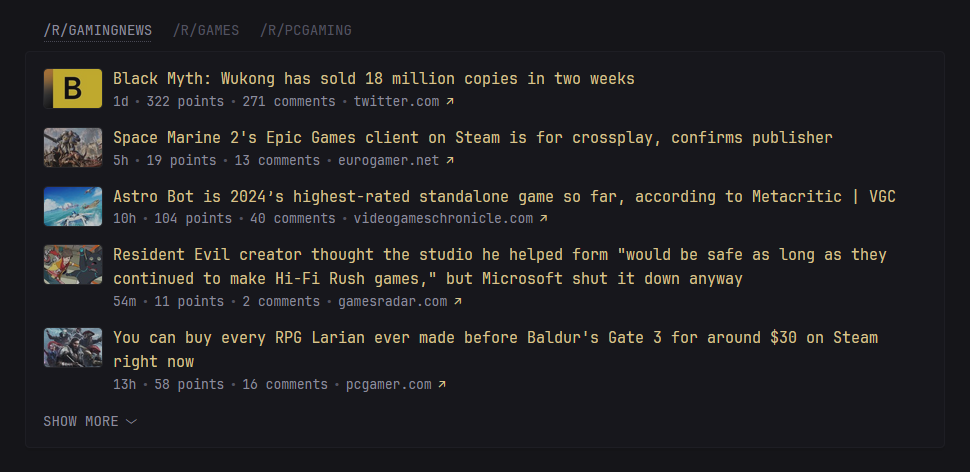 /R/GAMINGNEWS /R/GAMES /R/PCGAMING
B
Black Myth: Wukong has sold 18 million copies in two weeks
1d • 322 points • 271 comments • twitter.com ↗
Space Marine 2's Epic Games client on Steam is for crossplay, confirms publisher
5h • 19 points • 13 comments • eurogamer.net ↗
Astro Bot is 2024’s highest-rated standalone game so far, according to Metacritic | VGC
10h • 104 points • 40 comments • videogameschronicle.com ↗
Resident Evil creator thought the studio he helped form "would be safe as long as they
continued to make Hi-Fi Rush games," but Microsoft shut it down anyway
54m • 11 points • 2 comments • gamesradar.com ↗
You can buy every RPG Larian ever made before Baldur's Gate 3 for around $30 on Steam
right now
13h • 58 points • 16 comments • pcgamer.com ↗
SHOW MORE